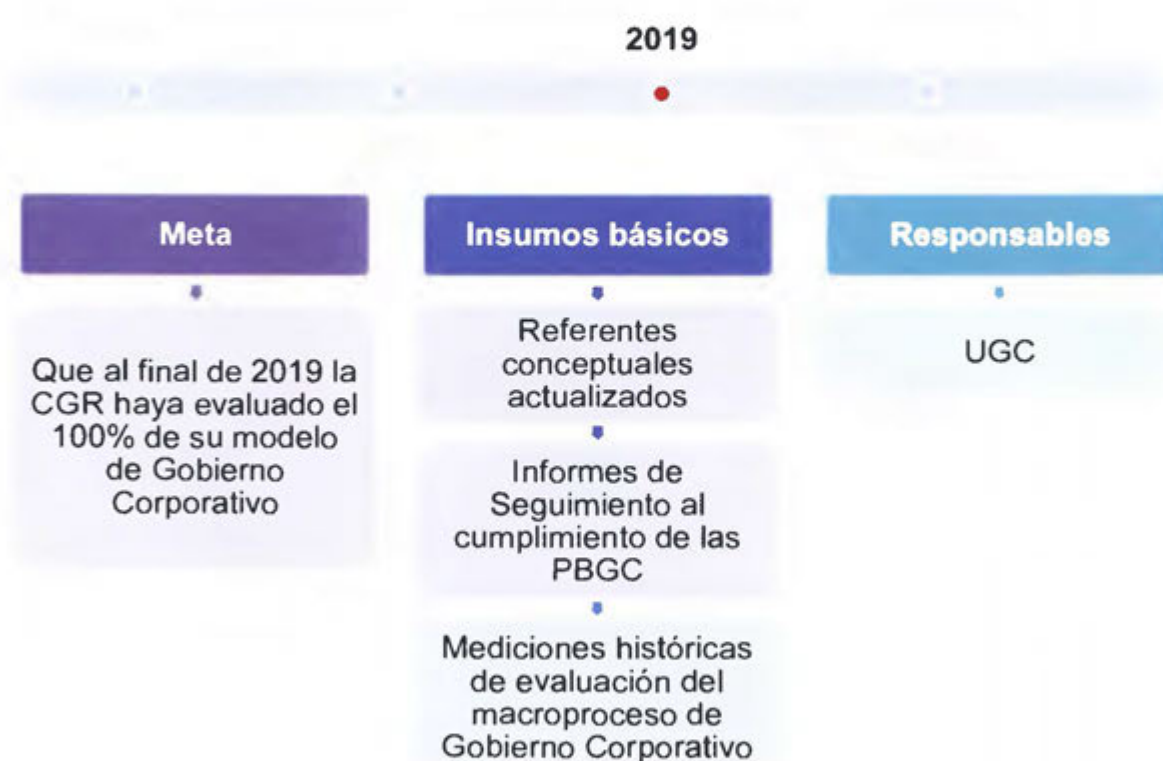 2019
Meta
Que al final de 2019 la
CGR haya evaluado el
100% de su modelo
de Gobierno
Corporativo
Insumos básicos
Referentes
conceptuales
actualizados
Informes de
Seguimiento al
cumplimiento de las
PBGC
Mediciones históricas
de evaluación del
macroproceso de
Gobierno Corporativo
Responsables
UGC